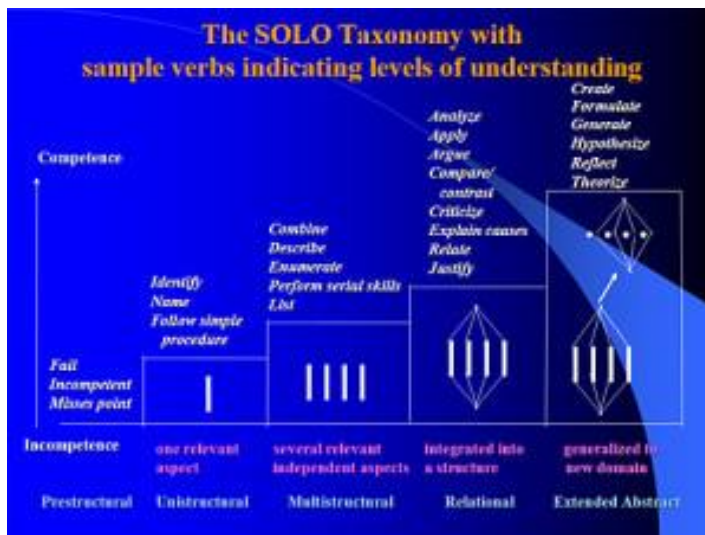 The SOLO Taxonomy with
sample verbs indicating levels of understanding
Competence
Fail
Incompetent
Misses point
Identify
Name
Follow simple
procedure
Combine
Describe
Enumerate
Perform serial skills
List
Analyze
Apply
Argue
Compare/
contrast
Criticize
Explain causes
Relate
Justify
Create
Formulate
Generate
Hypothesize
Reflect
Theorize
Incompetence
one relevant
aspect
several relevant
independent aspects
integrated into
a structure
generalized to
new domain
Prestructural
Unistructural
Multistructural
Relational
Extended Abstract